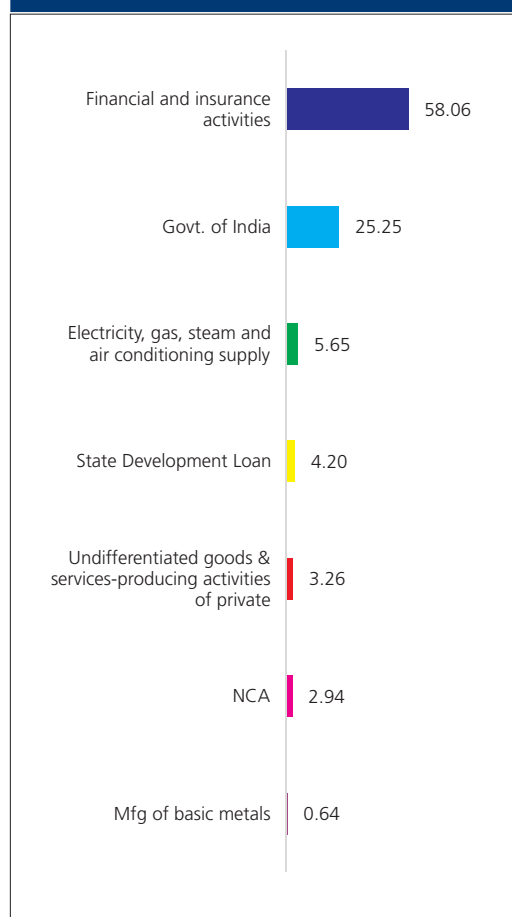 Financial and insurance
activities
58.06
Govt. of India
25.25
Electricity, gas, steam and
air conditioning supply
5.65
State Development Loan
4.20
Undifferentiated goods &
services-producing activities
of private
3.26
NCA
2.94
Mfg of basic metals
0.64